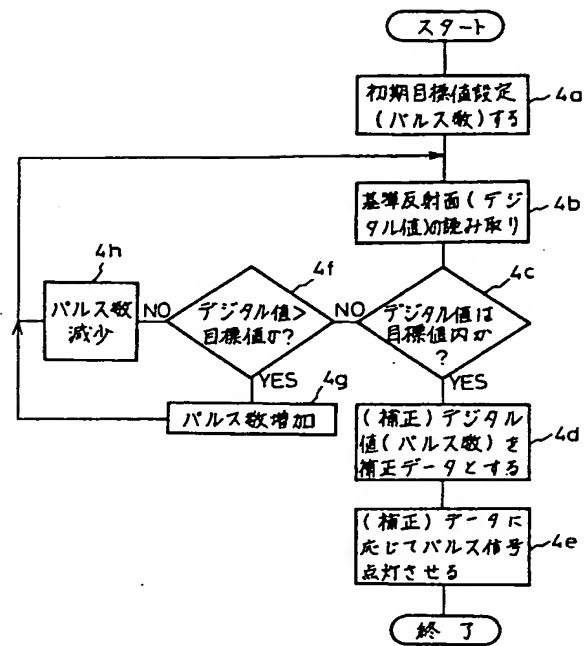 スタート
初期目標値設定
(パルス数)する
4a
基準反射面(デジ
タル値)の読み取り
4b
4h
パルス数
減少
NO
4f
デジタル値>
目標値か?
NO
4c
デジタル値は
目標値内か
?
YES
4g
パルス数増加
YES
(補正)デジタル
値(パルス数)を
補正データとする
4d
(補正)データに
応じてパルス信号
点灯させる
4e
終了